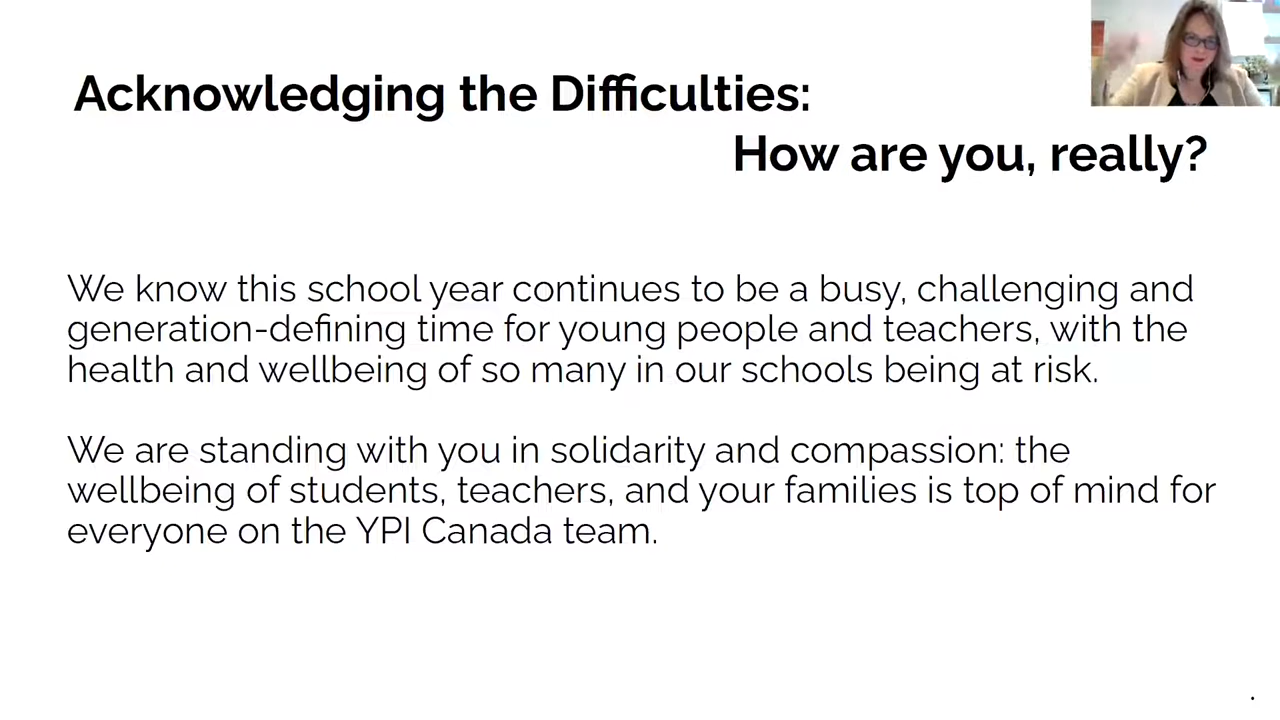 Acknowledging the Difficulties:
How are you, really?
We know this school year continues to be a busy, challenging and
generation-defining time for young people and teachers, with the
health and wellbeing of so many in our schools being at risk.
We are standing with you in solidarity and compassion: the
wellbeing of students, teachers, and your families is top of mind for
everyone on the YPI Canada team.
.